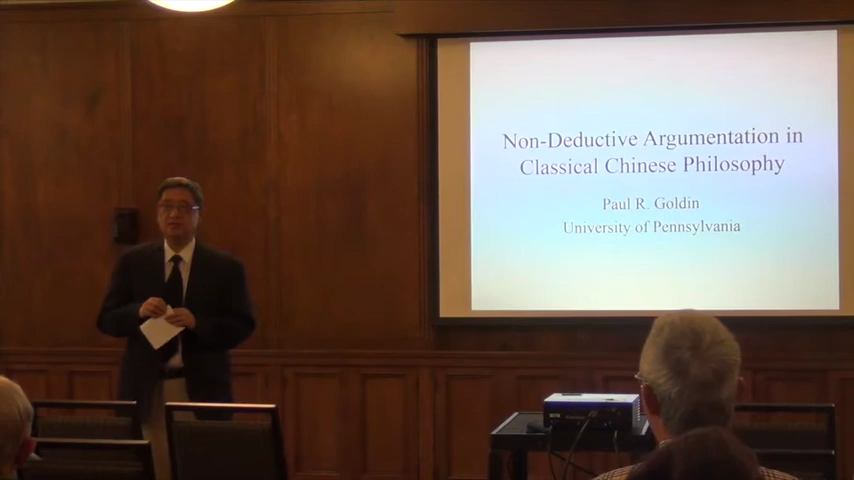 Non-Deductive Argumentation in
Classical Chinese Philosophy
Paul R. Goldin
University of Pennsylvania